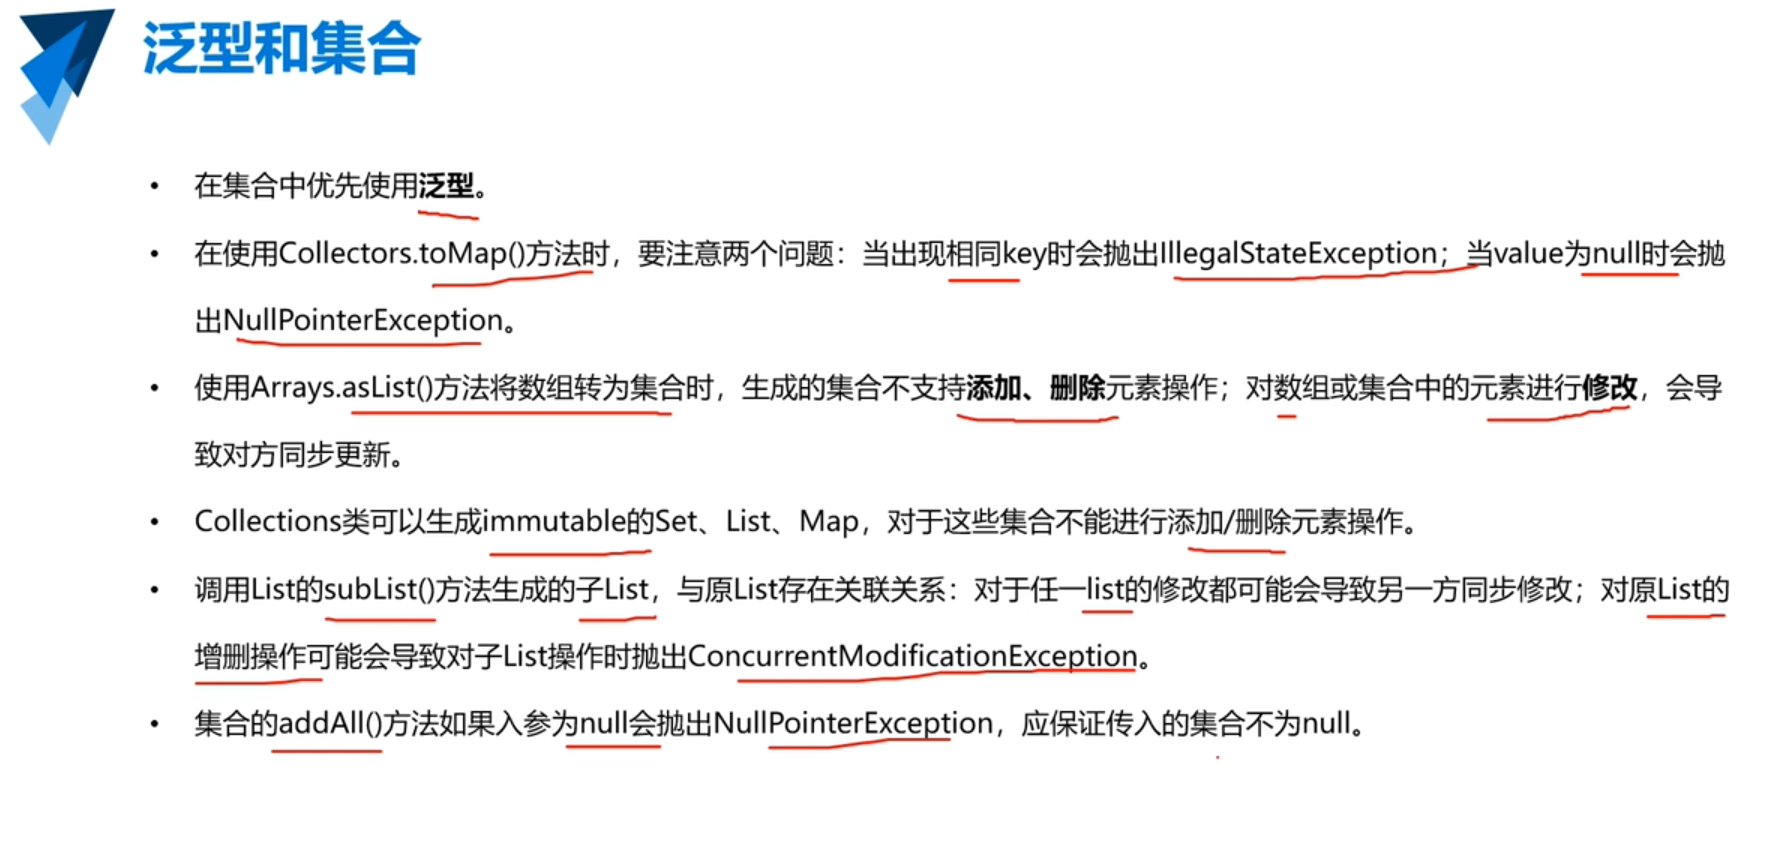 泛型和集合
• 在集合中优先使用泛型。
• 在使用Collectors.toMap()方法时，要注意两个问题：当出现相同key时会抛出IllegalStateException；当value为null时会抛
出NullPointerException。
• 使用Arrays.asList()方法将数组转为集合时，生成的集合不支持添加、删除元素操作；对数组或集合中的元素进行修改，会导
致对方同步更新。
• Collections类可以生成immutable的Set、List、Map，对于这些集合不能进行添加/删除元素操作。
• 调用List的subList()方法生成的子List，与原List存在关联关系：对于任一list的修改都可能会导致另一方同步修改；对原List的
增删操作可能会导致对子List操作时抛出ConcurrentModificationException。
• 集合的addAll()方法如果入参为null会抛出NullPointerException，应保证传入的集合不为null。